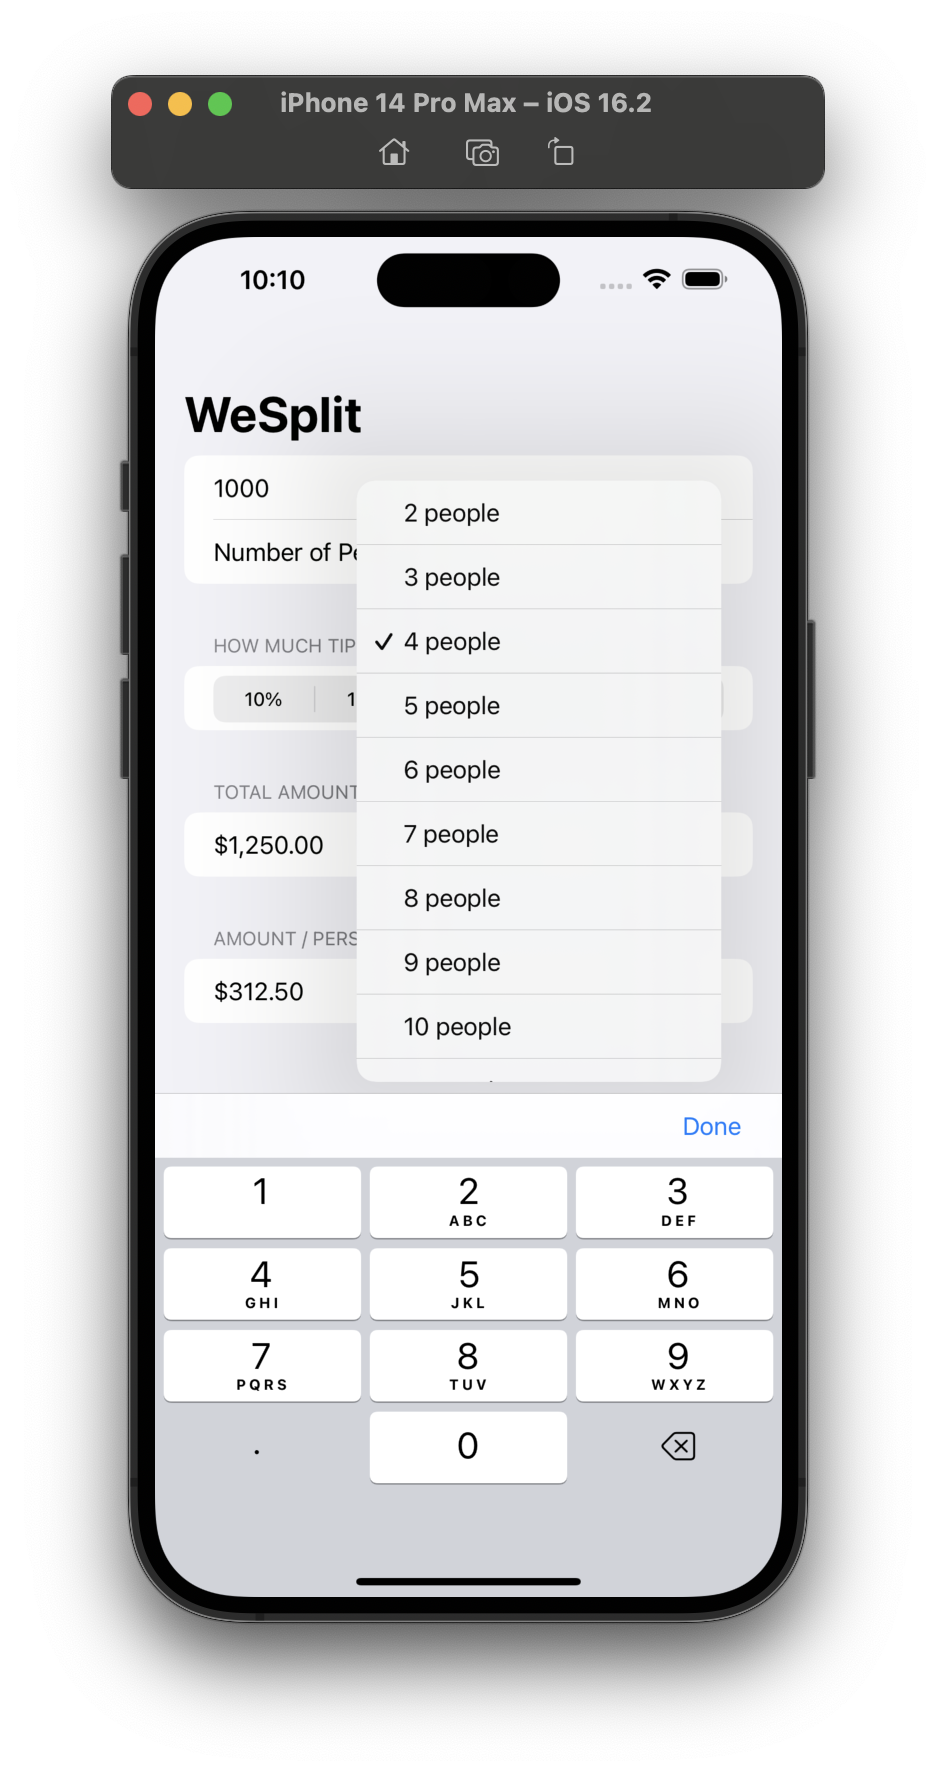 iPhone 14 Pro Max – iOS 16.2
10:10
WeSplit
1000
Number of
2 people
3 people
✓ 4 people
5 people
6 people
7 people
8 people
9 people
10 people
HOW MUCH TIP
10%
TOTAL AMOUNT
$1,250.00
AMOUNT / PERS
$312.50
Done
1
2
ABC
3
DEF
4
GHI
5
JKL
6
MNO
7
PQRS
8
TUV
9
WXYZ
.
0